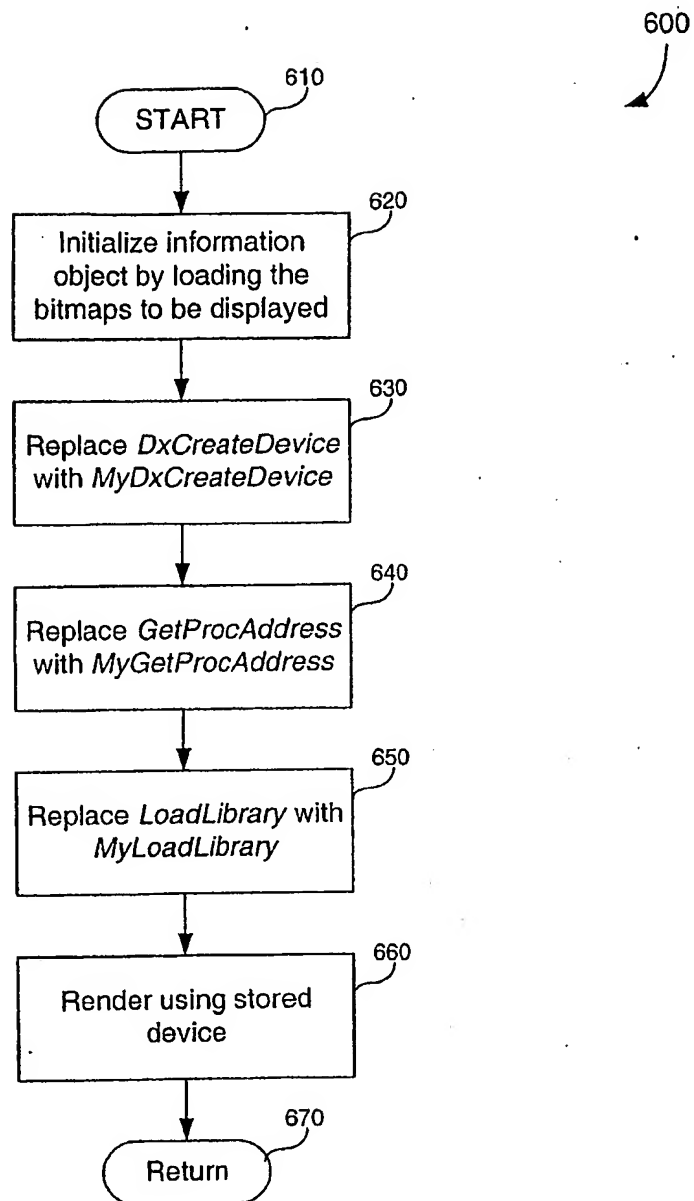 600
610
START
620
Initialize information
object by loading the
bitmaps to be displayed
630
Replace DxCreateDevice
with MyDxCreateDevice
640
Replace GetProcAddress
with MyGetProcAddress
650
Replace LoadLibrary with
MyLoadLibrary
660
Render using stored
device
670
Return